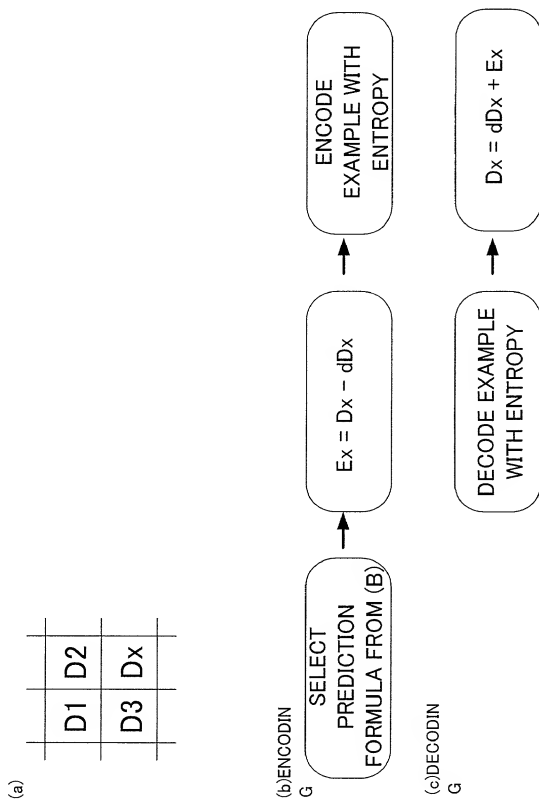 (a)
D1 D2
D3 Dx
(b)ENCODIN
G
SELECT
PREDICTION
FORMULA FROM (B)
Ex = Dx − dDx
ENCODE
EXAMPLE WITH
ENTROPY
(c)DECODIN
G
DECODE EXAMPLE
WITH ENTROPY
Dx = dDx + Ex